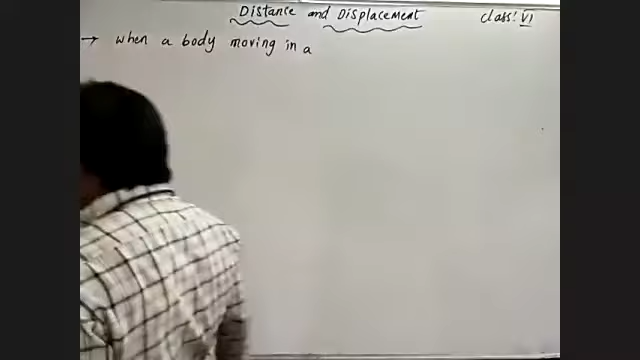 Distance and Displacement
class: VI
→ when a body moving in a